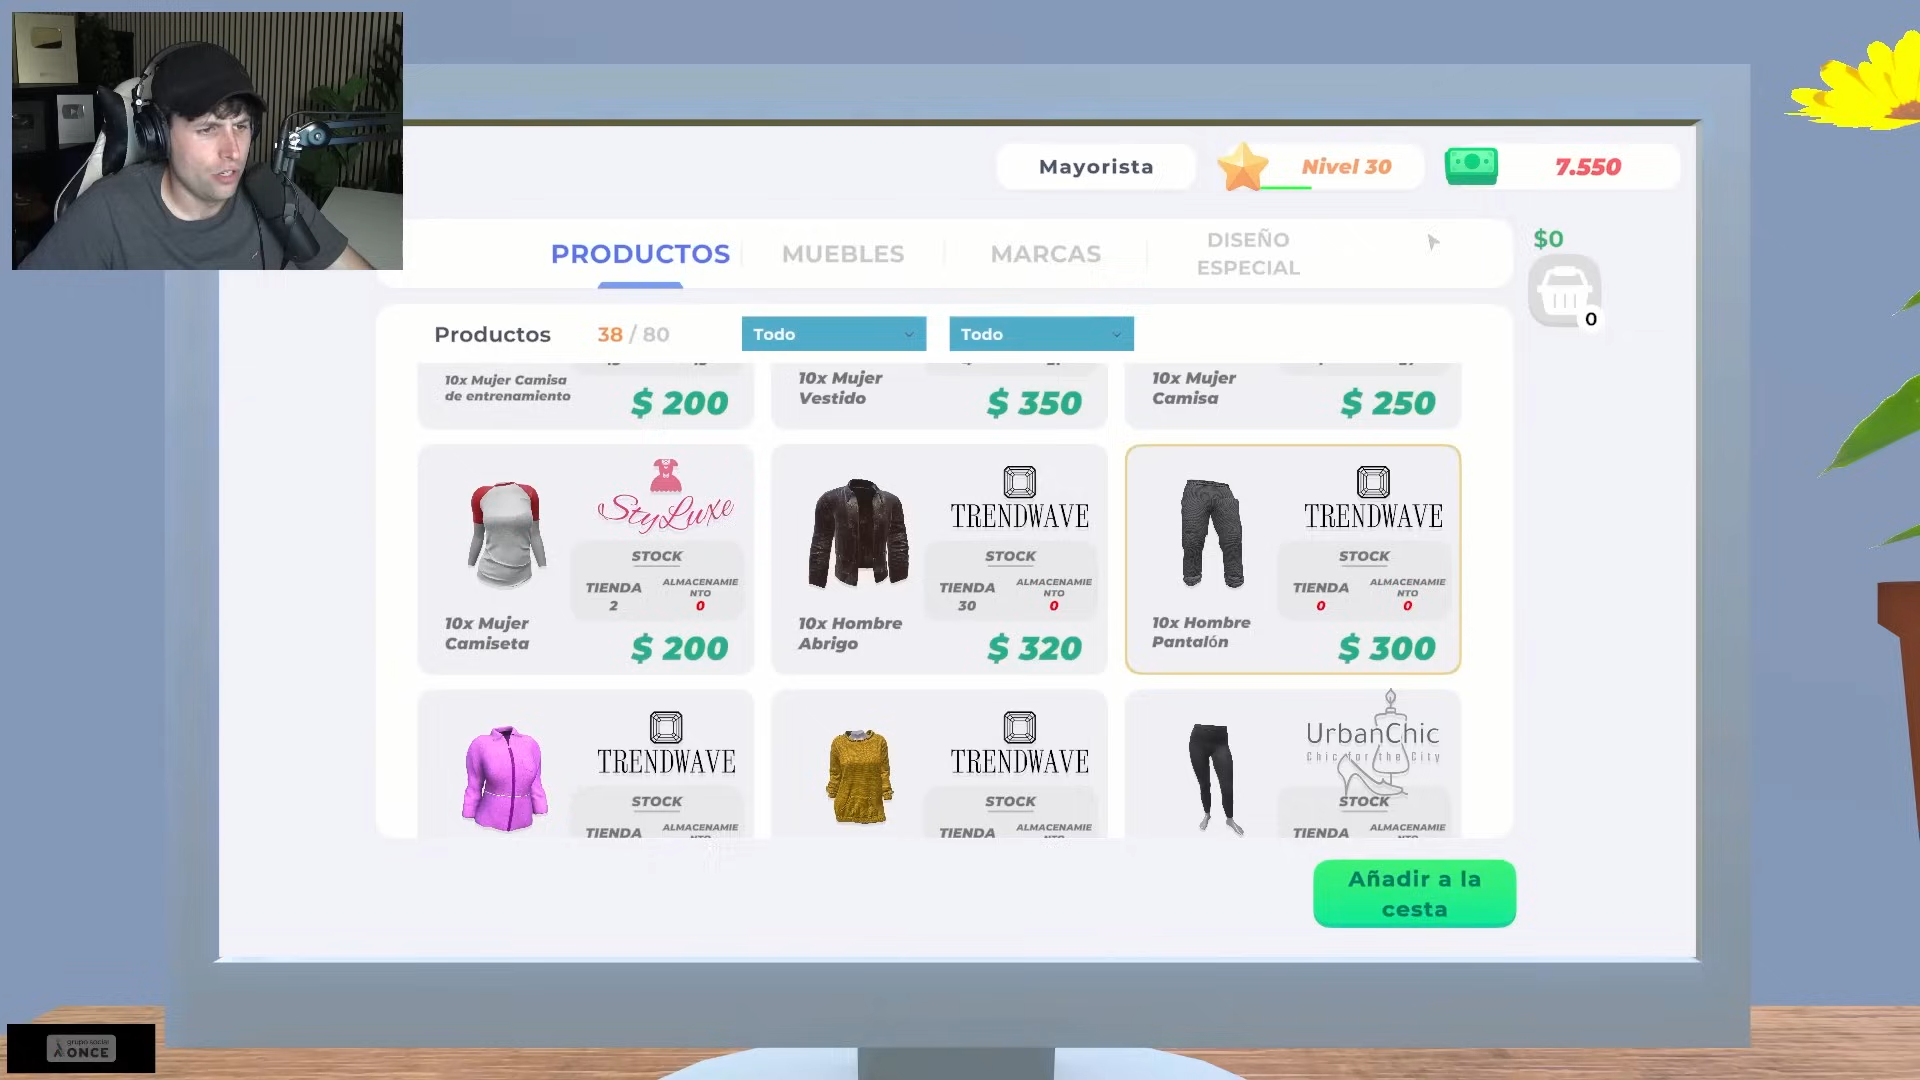 Mayorista
Nivel 30
7.550
PRODUCTOS
MUEBLES
MARCAS
DISEÑO
ESPECIAL
$0
0
Productos
38 / 80
Todo
Todo
10x Mujer Camisa
de entrenamiento
$ 200
10x Mujer
Vestido
$ 350
10x Mujer
Camisa
$ 250
StyLuxe
STOCK
TIENDA
2
ALMACENAMIE
NTO
0
10x Mujer
Camiseta
$ 200
TRENDWAVE
STOCK
TIENDA
30
ALMACENAMIE
NTO
0
10x Hombre
Abrigo
$ 320
TRENDWAVE
STOCK
TIENDA
0
ALMACENAMIE
NTO
0
10x Hombre
Pantalón
$ 300
TRENDWAVE
STOCK
TIENDA
ALMACENAMIE
TRENDWAVE
STOCK
TIENDA
ALMACENAMIE
UrbanChic
Chic for the City
STOCK
TIENDA
ALMACENAMIE
Añadir a la
cesta
grupo social
ONCE